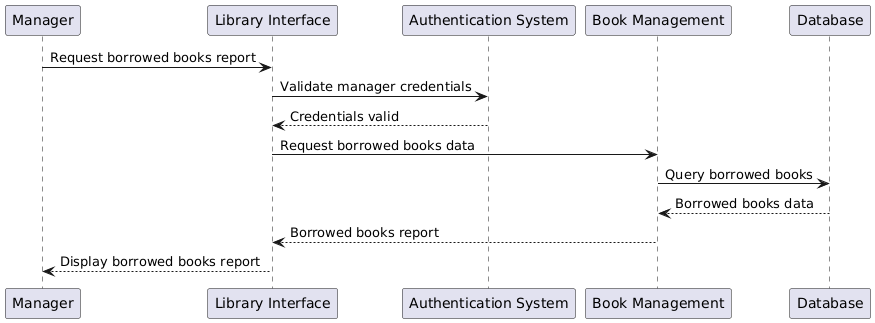 Manager
Library Interface
Authentication System
Book Management
Database
Request borrowed books report
Validate manager credentials
Credentials valid
Request borrowed books data
Query borrowed books
Borrowed books data
Borrowed books report
Display borrowed books report
Manager
Library Interface
Authentication System
Book Management
Database